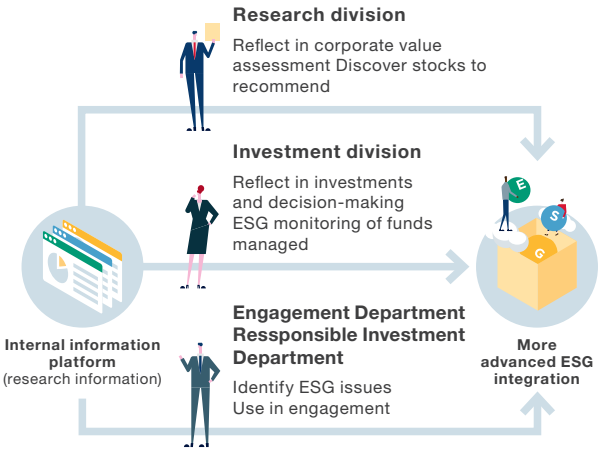 Research division
Reflect in corporate value
assessment Discover stocks to
recommend
Investment division
Reflect in investments
and decision-making
ESG monitoring of funds
managed
E
S
G
Engagement Department
Ressponsible Investment
Department
Identify ESG issues
Use in engagement
Internal information
platform
(research information)
More
advanced ESG
integration